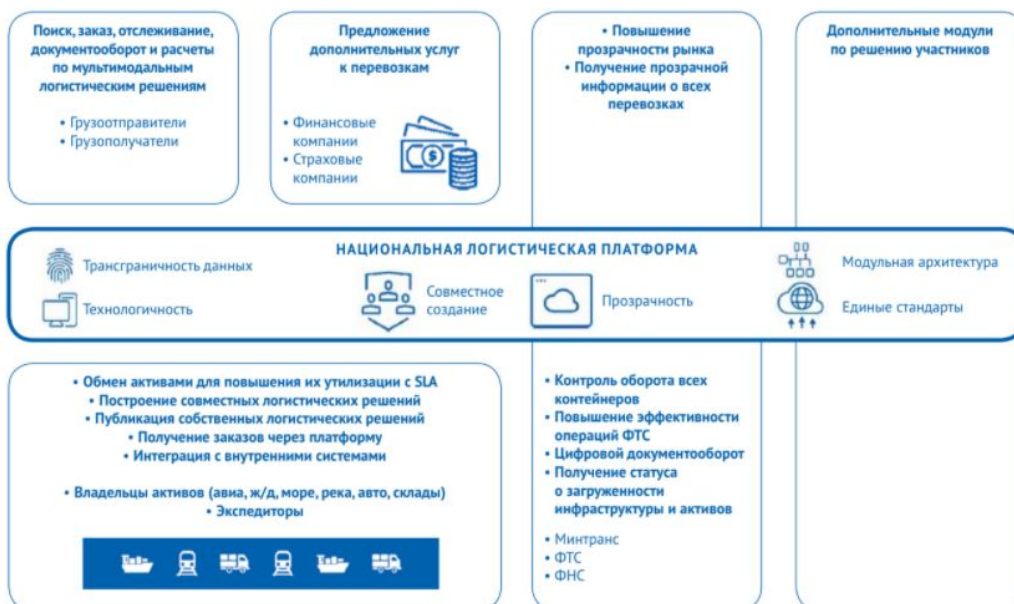 Поиск, заказ, отслеживание,
документооборот и расчеты
по мультимодальным
логистическим решениям
• Грузоотправители
• Грузополучатели
Предложение
дополнительных услуг
к перевозкам
• Финансовые
компании
• Страховые
компании
• Повышение
прозрачности рынка
• Получение прозрачной
информации о всех
перевозках
Дополнительные модули
по решению участников
НАЦИОНАЛЬНАЯ ЛОГИСТИЧЕСКАЯ ПЛАТФОРМА
Трансграничность данных
Технологичность
Совместное
создание
Прозрачность
Модульная архитектура
Единые стандарты
• Обмен активами для повышения их утилизации с SLA
• Построение совместных логистических решений
• Публикация собственных логистических решений
• Получение заказов через платформу
• Интеграция с внутренними системами
• Владельцы активов (авиа, ж/д, море, река, авто, склады)
• Экспедиторы
• Контроль оборота всех
контейнеров
• Повышение эффективности
операций ФТС
• Цифровой документооборот
• Получение статуса
о загруженности
инфраструктуры и активов
• Минтранс
• ФТС
• ФНС